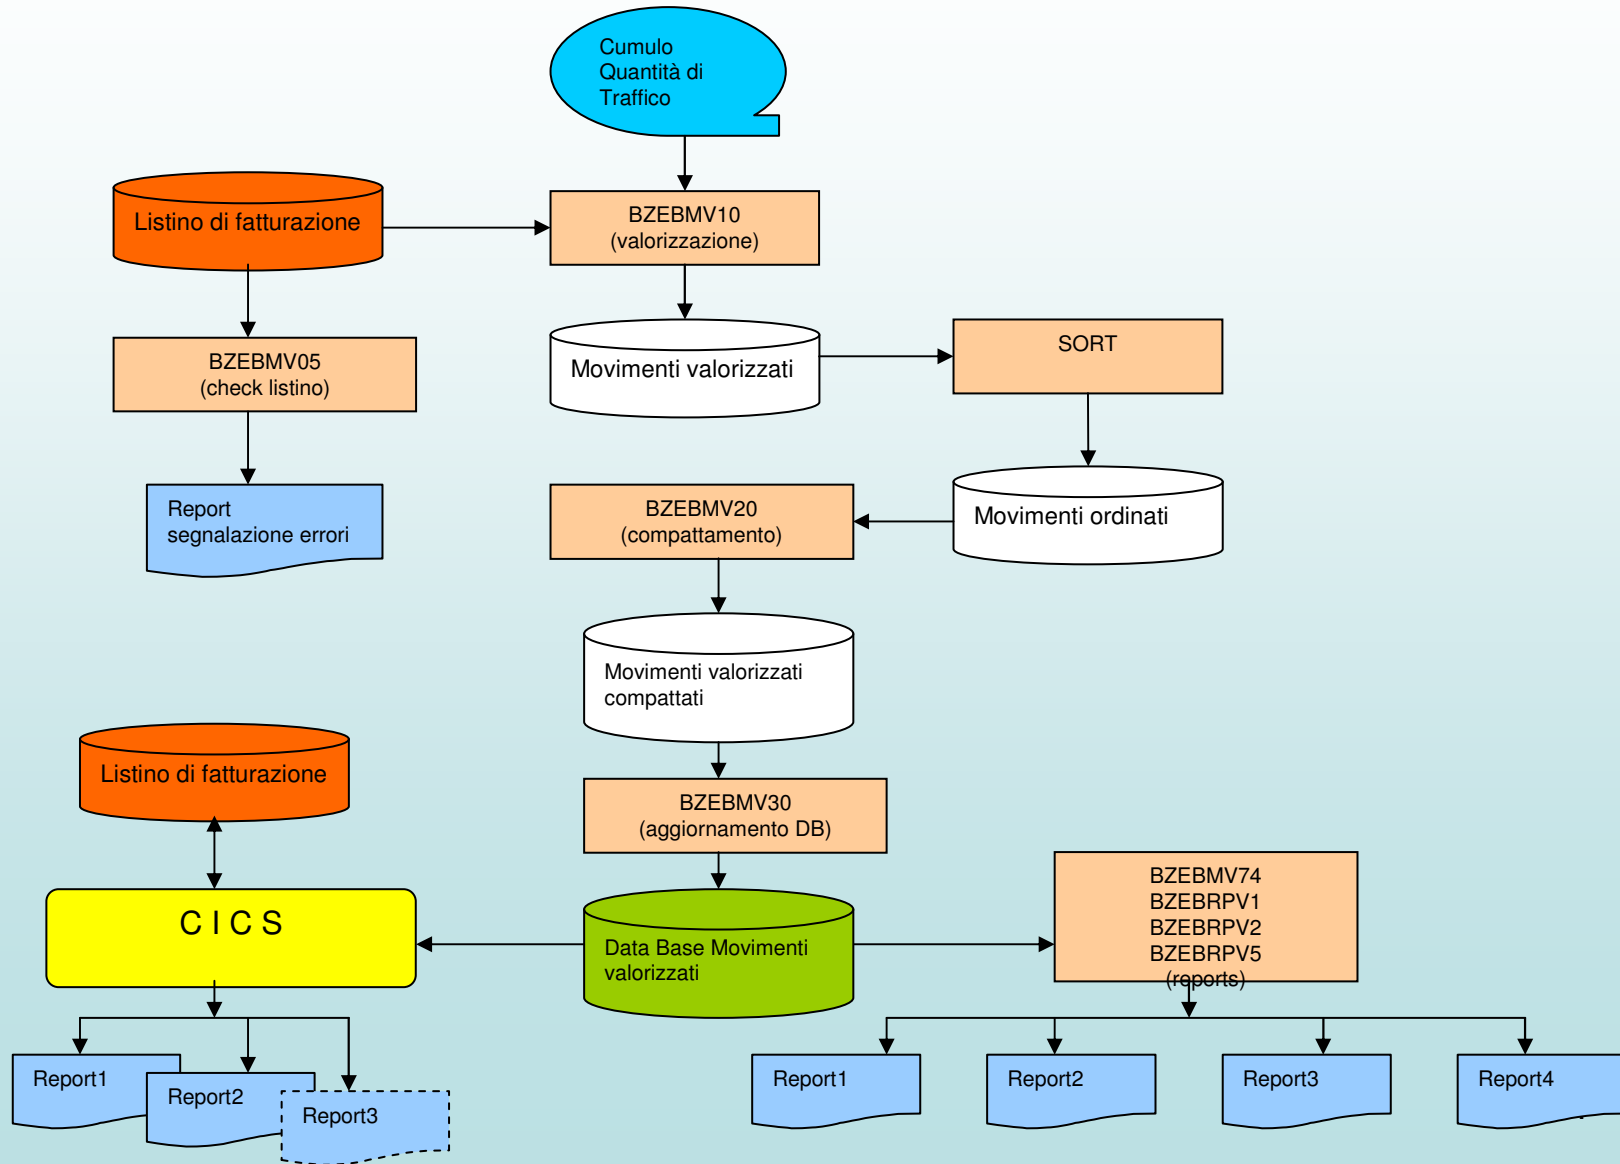 Cumulo
Quantità di
Traffico
Listino di fatturazione
BZEBMV10
(valorizzazione)
BZEBMV05
(check listino)
Movimenti valorizzati
SORT
Report
segnalazione errori
BZEBMV20
(compattamento)
Movimenti ordinati
Movimenti valorizzati
compattati
Listino di fatturazione
BZEBMV30
(aggiornamento DB)
C I C S
Data Base Movimenti
valorizzati
BZEBMV74
BZEBRPV1
BZEBRPV2
BZEBRPV5
(reports)
Report1
Report2
Report3
Report1
Report2
Report3
Report4